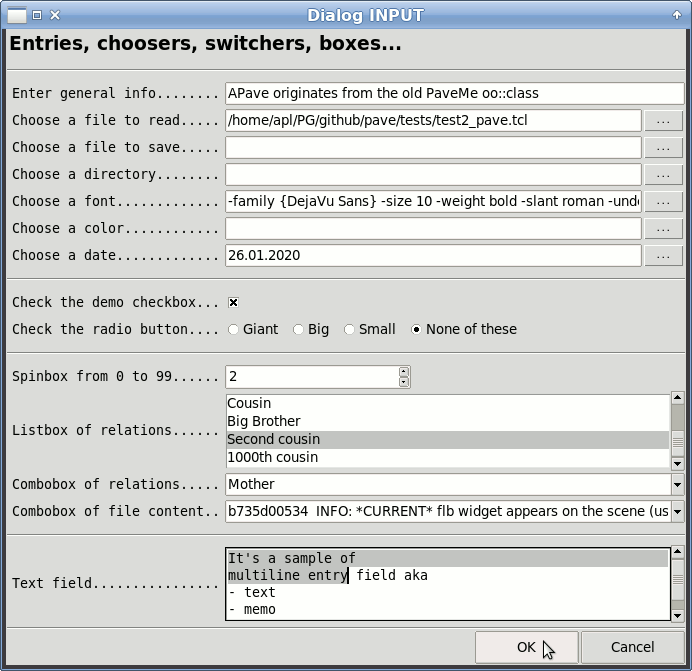 Dialog INPUT
Entries, choosers, switchers, boxes...
Enter general info........ APave originates from the old PaveMe oo::class
Choose a file to read..... /home/apl/PG/github/pave/tests/test2_pave.tcl ...
Choose a file to save..... ...
Choose a directory........ ...
Choose a font............. -family {DejaVu Sans} -size 10 -weight bold -slant roman -unde ...
Choose a color............ ...
Choose a date............. 26.01.2020 ...
Check the demo checkbox...
Check the radio button.... Giant Big Small None of these
Spinbox from 0 to 99...... 2
Listbox of relations......
Cousin
Big Brother
Second cousin
1000th cousin
Combobox of relations..... Mother
Combobox of file content.. b735d00534 INFO: *CURRENT* flb widget appears on the scene (us
Text field................
It's a sample of
multiline entry field aka
- text
- memo
OK Cancel